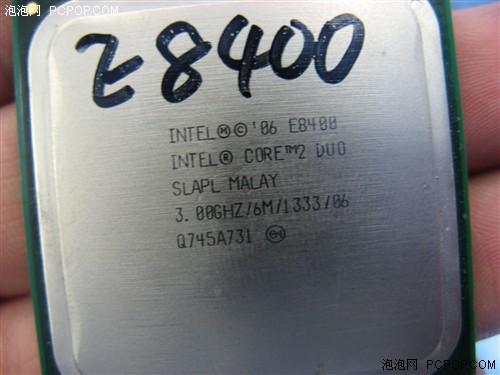 泡泡网 PCPOP.COM
E8400
INTEL Ⓜ©'06 E8400
INTEL® CORE™2 DUO
SLAPL MALAY
3.00GHZ/6M/1333/06
Q745A731 (e4)
泡泡网 PCPOP.COM